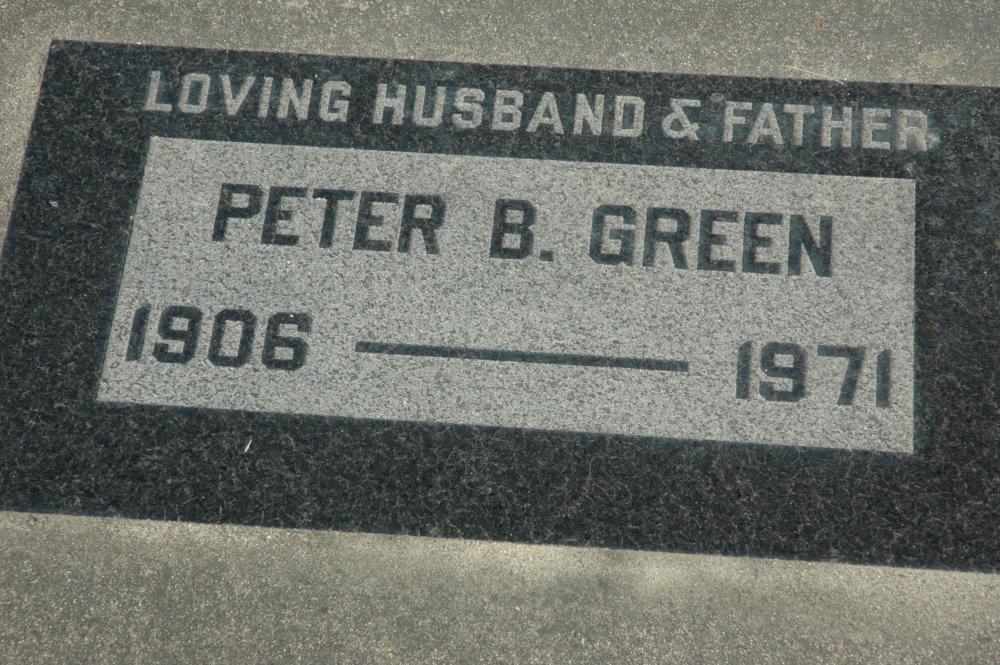 LOVING HUSBAND & FATHER
PETER B. GREEN
1906 — 1971